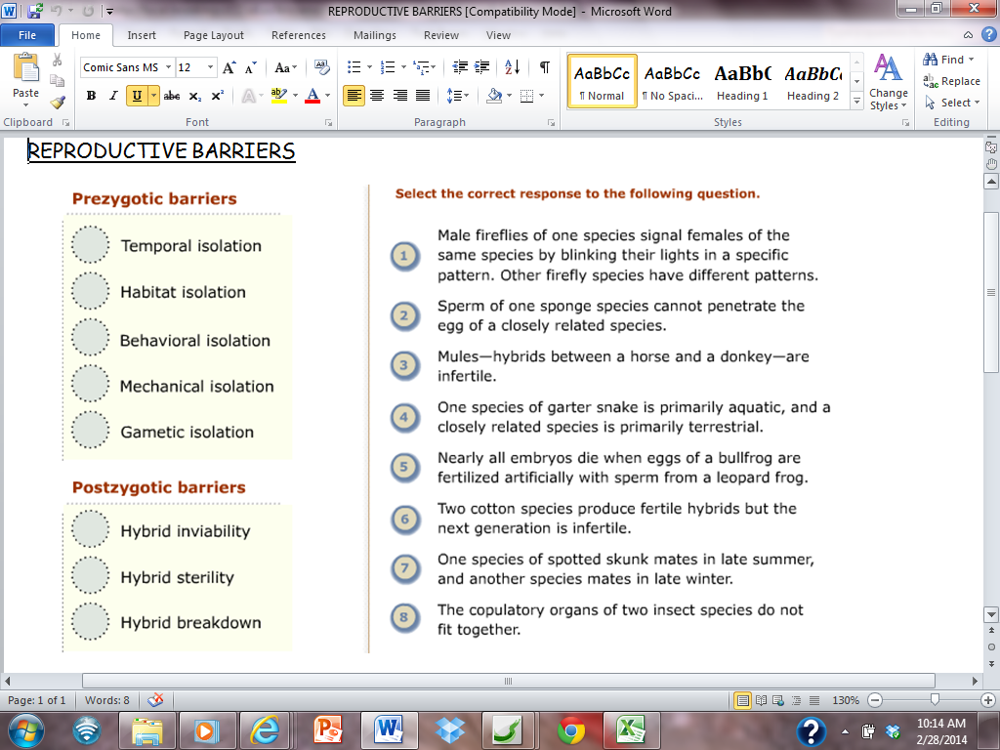 REPRODUCTIVE BARRIERS [Compatibility Mode] - Microsoft Word
File Home Insert Page Layout References Mailings Review View
Comic Sans MS 12 A A Aa
Paste
B I U abc X₂ X² A ab A
AaBbCc AaBbCc AaBbC AaBbCc
¶ Normal ¶ No Spaci... Heading 1 Heading 2
Change Styles
Find
Replace
Select
Clipboard Font Paragraph Styles Editing
REPRODUCTIVE BARRIERS
Prezygotic barriers
Temporal isolation
Habitat isolation
Behavioral isolation
Mechanical isolation
Gametic isolation
Postzygotic barriers
Hybrid inviability
Hybrid sterility
Hybrid breakdown
Select the correct response to the following question.
1 Male fireflies of one species signal females of the
same species by blinking their lights in a specific
pattern. Other firefly species have different patterns.
2 Sperm of one sponge species cannot penetrate the
egg of a closely related species.
3 Mules—hybrids between a horse and a donkey—are
infertile.
4 One species of garter snake is primarily aquatic, and a
closely related species is primarily terrestrial.
5 Nearly all embryos die when eggs of a bullfrog are
fertilized artificially with sperm from a leopard frog.
6 Two cotton species produce fertile hybrids but the
next generation is infertile.
7 One species of spotted skunk mates in late summer,
and another species mates in late winter.
8 The copulatory organs of two insect species do not
fit together.
Page: 1 of 1 Words: 8 130%
10:14 AM
2/28/2014